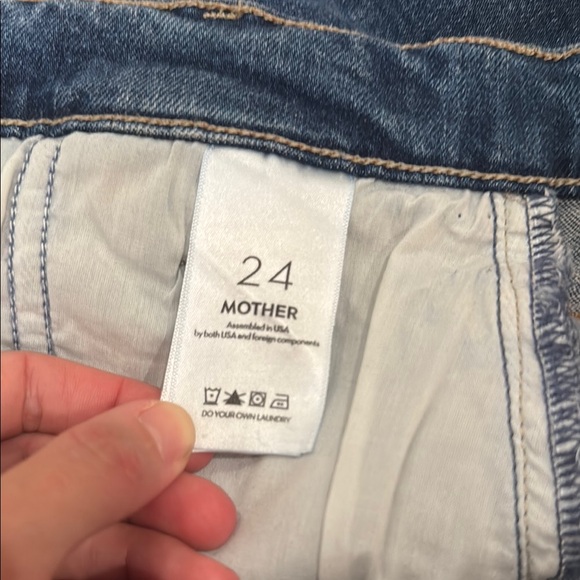 24
MOTHER
Assembled in USA
by both USA and foreign components
DO YOUR OWN LAUNDRY